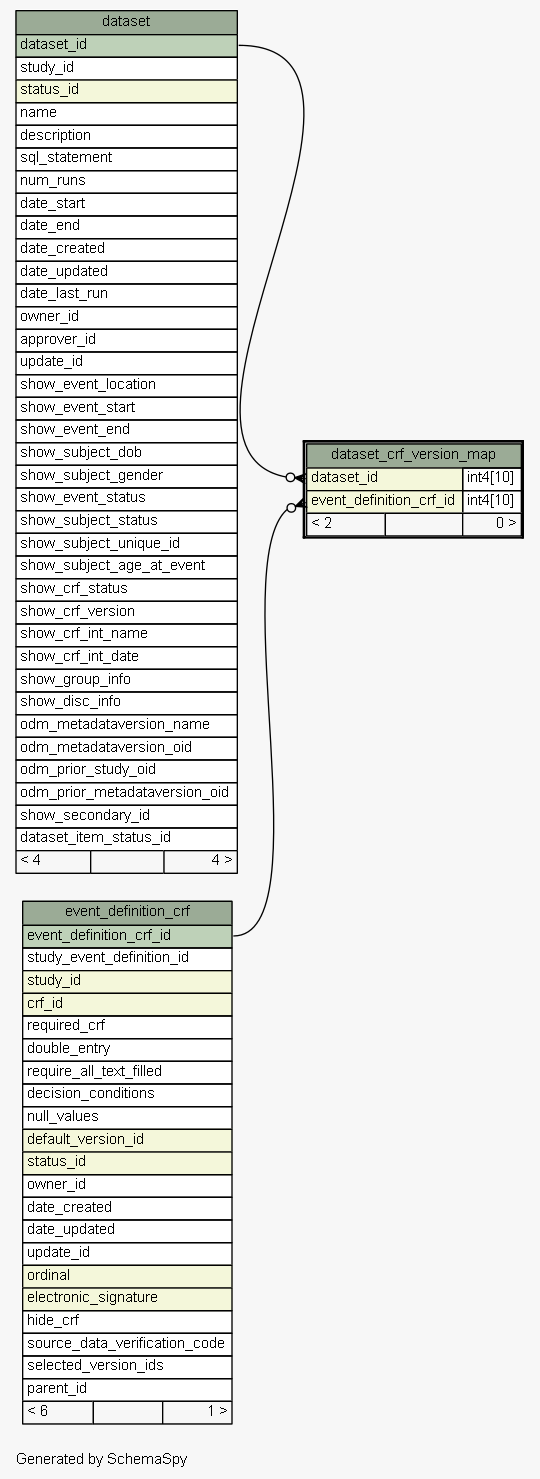 dataset
dataset_id
study_id
status_id
name
description
sql_statement
num_runs
date_start
date_end
date_created
date_updated
date_last_run
owner_id
approver_id
update_id
show_event_location
show_event_start
show_event_end
show_subject_dob
show_subject_gender
show_event_status
show_subject_status
show_subject_unique_id
show_subject_age_at_event
show_crf_status
show_crf_version
show_crf_int_name
show_crf_int_date
show_group_info
show_disc_info
odm_metadataversion_name
odm_metadataversion_oid
odm_prior_study_oid
odm_prior_metadataversion_oid
show_secondary_id
dataset_item_status_id
< 4 4 >
dataset_crf_version_map
dataset_id int4[10]
event_definition_crf_id int4[10]
< 2 0 >
event_definition_crf
event_definition_crf_id
study_event_definition_id
study_id
crf_id
required_crf
double_entry
require_all_text_filled
decision_conditions
null_values
default_version_id
status_id
owner_id
date_created
date_updated
update_id
ordinal
electronic_signature
hide_crf
source_data_verification_code
selected_version_ids
parent_id
< 6 1 >
Generated by SchemaSpy